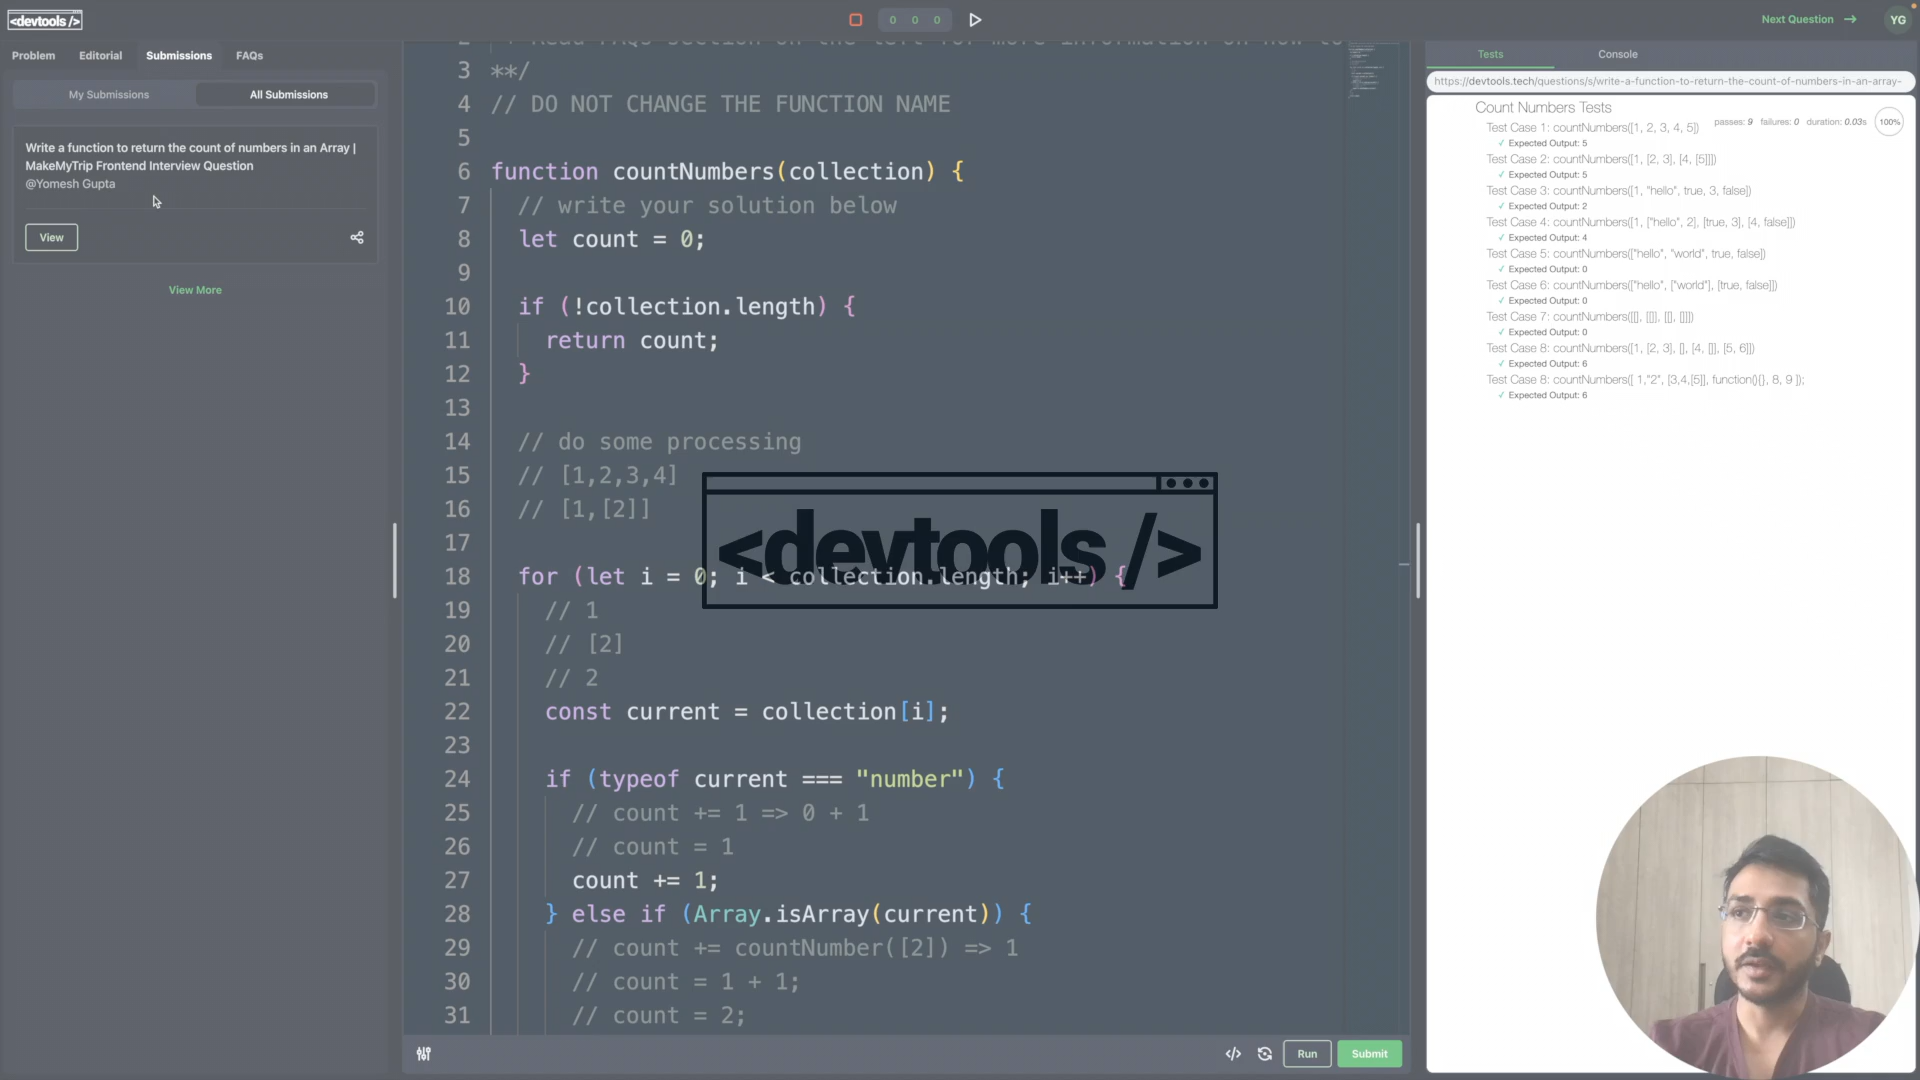 <devtools />
0 0 0
Next Question →
YG
Problem Editorial Submissions FAQs
My Submissions All Submissions
Write a function to return the count of numbers in an Array |
MakeMyTrip Frontend Interview Question
@Yomesh Gupta
View
View More
3 **/
4 // DO NOT CHANGE THE FUNCTION NAME
5
6 function countNumbers(collection) {
7 // write your solution below
8 let count = 0;
9
10 if (!collection.length) {
11 return count;
12 }
13
14 // do some processing
15 // [1,2,3,4]
16 // [1,[2]]
17
18 for (let i = 0; i < collection.length; i++) {
19 // 1
20 // [2]
21 // 2
22 const current = collection[i];
23
24 if (typeof current === "number") {
25 // count += 1 => 0 + 1
26 // count = 1
27 count += 1;
28 } else if (Array.isArray(current)) {
29 // count += countNumber([2]) => 1
30 // count = 1 + 1;
31 // count = 2;
<devtools />
Run Submit
Tests Console
https://devtools.tech/questions/s/write-a-function-to-return-the-count-of-numbers-in-an-array-
Count Numbers Tests
passes: 9 failures: 0 duration: 0.03s 100%
Test Case 1: countNumbers([1, 2, 3, 4, 5])
✓ Expected Output: 5
Test Case 2: countNumbers([1, [2, 3], [4, [5]]])
✓ Expected Output: 5
Test Case 3: countNumbers([1, "hello", true, 3, false])
✓ Expected Output: 2
Test Case 4: countNumbers([1, ["hello", 2], [true, 3], [4, false]])
✓ Expected Output: 4
Test Case 5: countNumbers(["hello", "world", true, false])
✓ Expected Output: 0
Test Case 6: countNumbers(["hello", ["world"], [true, false]])
✓ Expected Output: 0
Test Case 7: countNumbers([[], [[]], [[], []]])
✓ Expected Output: 0
Test Case 8: countNumbers([1, [2, 3], [], [4, []], [5, 6]])
✓ Expected Output: 6
Test Case 8: countNumbers([ 1,"2", [3,4,[5]], function(){}, 8, 9 ]);
✓ Expected Output: 6